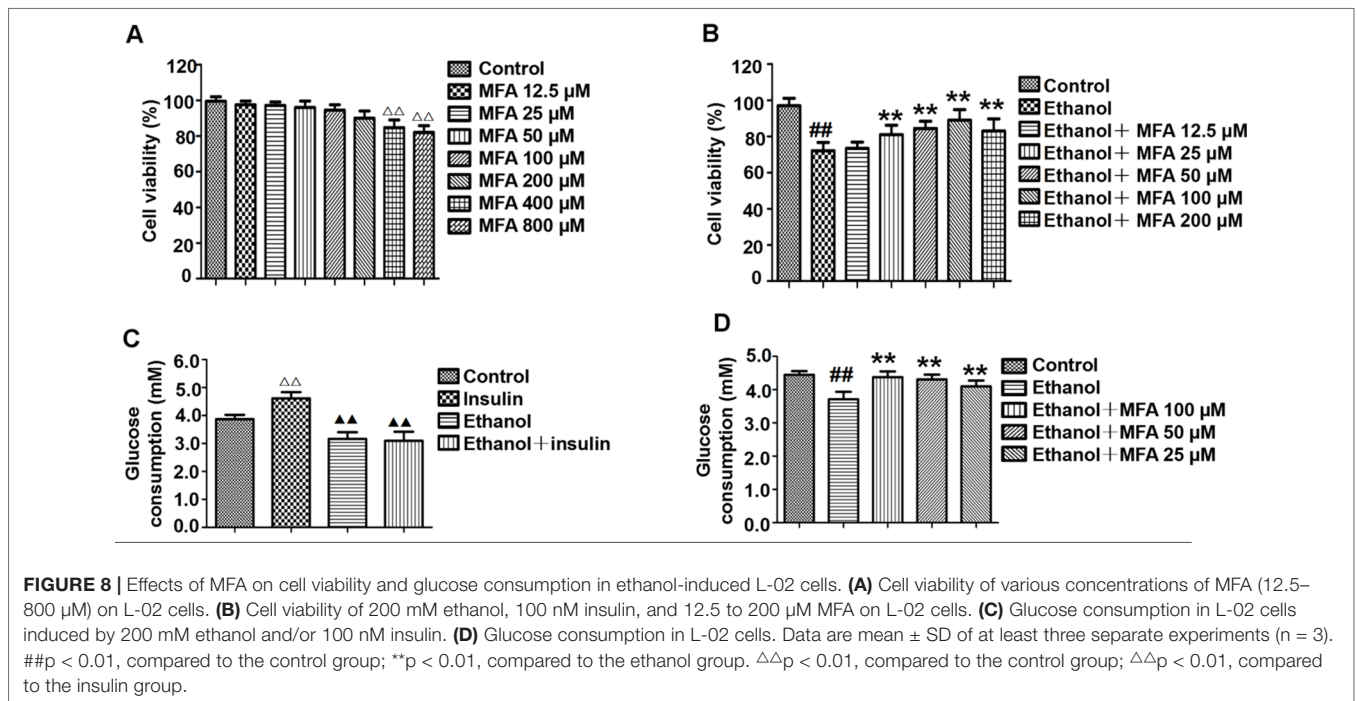 A
120
100
80
60
40
20
0
Cell viability (%)
△△
△△
Control
MFA 12.5 µM
MFA 25 µM
MFA 50 µM
MFA 100 µM
MFA 200 µM
MFA 400 µM
MFA 800 µM
B
120
100
80
60
40
20
0
Cell viability (%)
##
**
**
**
**
Control
Ethanol
Ethanol+ MFA 12.5 µM
Ethanol+ MFA 25 µM
Ethanol+ MFA 50 µM
Ethanol+ MFA 100 µM
Ethanol+ MFA 200 µM
C
6.0
5.0
4.0
3.0
2.0
1.0
0.0
Glucose
consumption (mM)
△△
▲▲
▲▲
Control
Insulin
Ethanol
Ethanol+insulin
D
5.0
4.0
3.0
2.0
1.0
0.0
Glucose
consumption (mM)
##
**
**
**
Control
Ethanol
Ethanol+MFA 100 µM
Ethanol+MFA 50 µM
Ethanol+MFA 25 µM
FIGURE 8 | Effects of MFA on cell viability and glucose consumption in ethanol-induced L-02 cells. (A) Cell viability of various concentrations of MFA (12.5–
800 µM) on L-02 cells. (B) Cell viability of 200 mM ethanol, 100 nM insulin, and 12.5 to 200 µM MFA on L-02 cells. (C) Glucose consumption in L-02 cells
induced by 200 mM ethanol and/or 100 nM insulin. (D) Glucose consumption in L-02 cells. Data are mean ± SD of at least three separate experiments (n = 3).
##p < 0.01, compared to the control group; **p < 0.01, compared to the ethanol group. △△p < 0.01, compared to the control group; △△p < 0.01, compared
to the insulin group.